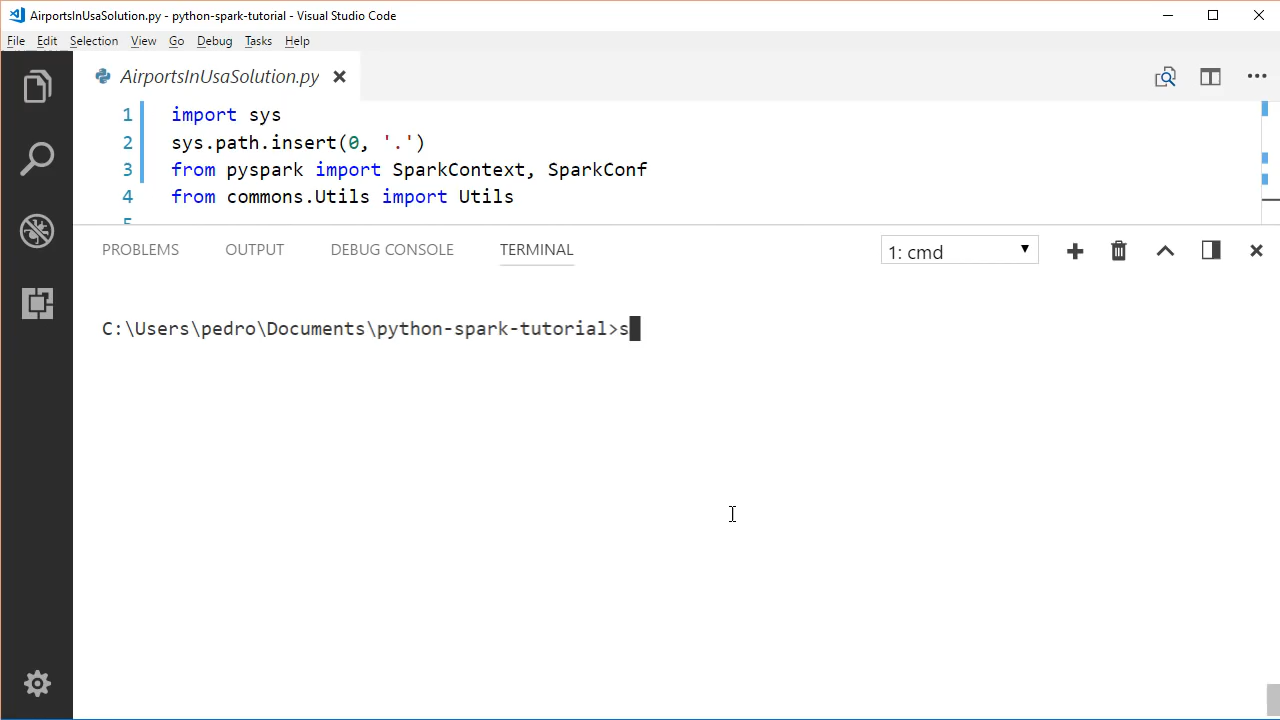 AirportsInUsaSolution.py - python-spark-tutorial - Visual Studio Code
File Edit Selection View Go Debug Tasks Help
AirportsInUsaSolution.py
1 import sys
2 sys.path.insert(0, '.')
3 from pyspark import SparkContext, SparkConf
4 from commons.Utils import Utils
5
PROBLEMS OUTPUT DEBUG CONSOLE TERMINAL 1: cmd
C:\Users\pedro\Documents\python-spark-tutorial>s